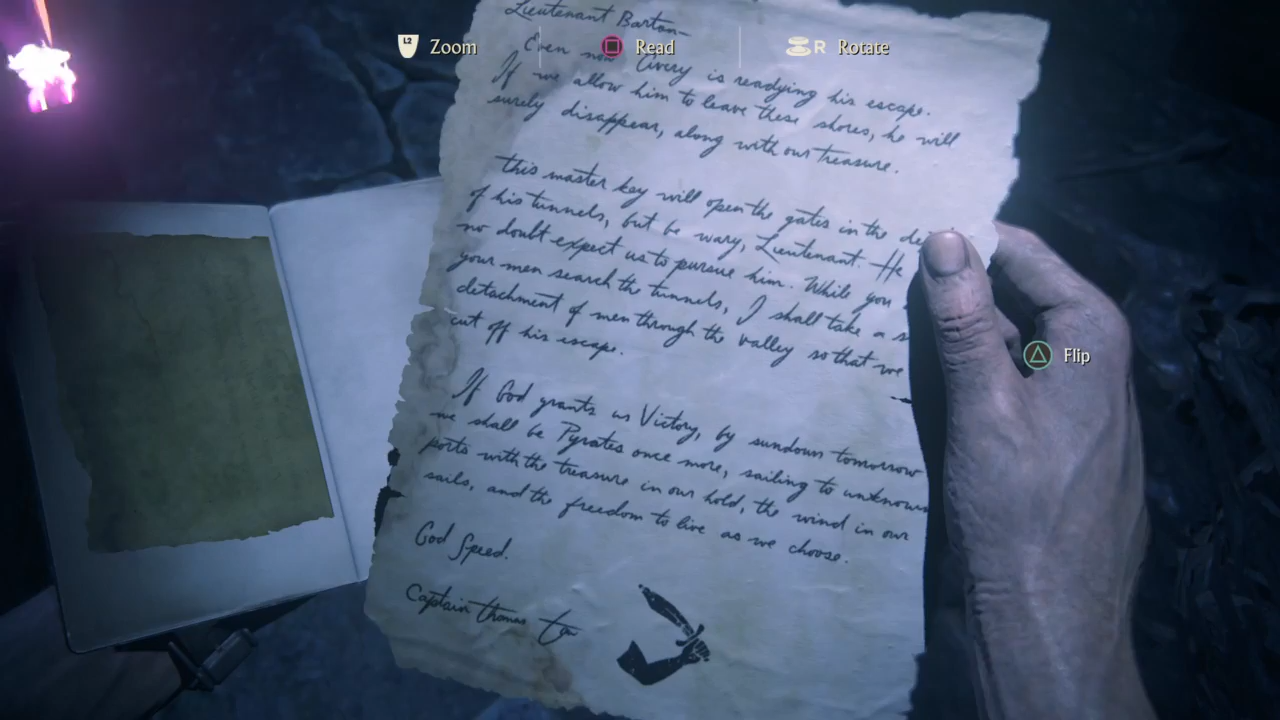 L2 Zoom
Read
R Rotate
Flip
Lieutenant Barton-
Even now Avery is readying his escape.
If we allow him to leave these shores, he will
surely disappear, along with our treasure.
this master key will open the gates in the
of his tunnels, but be wary, Lieutenant. He
no doubt expect us to pursue him. While you
your men search the tunnels, I shall take a
detachment of men through the valley so that we
cut off his escape.
If God grants us Victory, by sundown tomorrow
we shall be Pyrates once more, sailing to unknown
ports with the treasure in our hold, the wind in our
sails, and the freedom to live as we choose.
God Speed.
Captain Thomas Tew